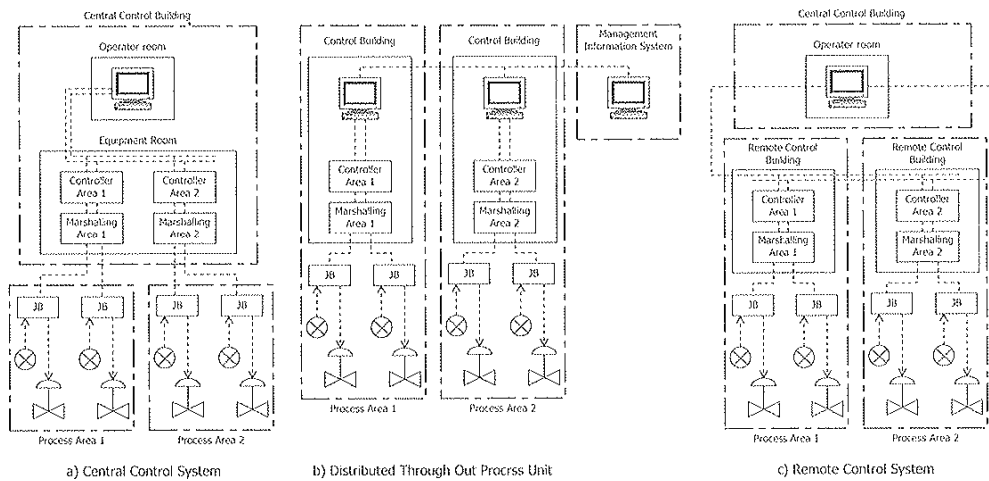 Central Control Building
Operator room
Equipment Room
Controller
Area 1
Controller
Area 2
Marshalling
Area 1
Marshalling
Area 2
JB
JB
JB
JB
Process Area 1
Process Area 2
a) Central Control System
Control Building
Control Building
Management
Information System
Controller
Area 1
Controller
Area 2
Marshalling
Area 1
Marshalling
Area 2
JB
JB
JB
JB
Process Area 1
Process Area 2
b) Distributed Through Out Procrss Unit
Central Control Building
Operator room
Remote Control
Building
Remote Control
Building
Controller
Area 1
Controller
Area 2
Marshalling
Area 1
Marshalling
Area 2
JB
JB
JB
JB
Process Area 1
Process Area 2
c) Remote Control System